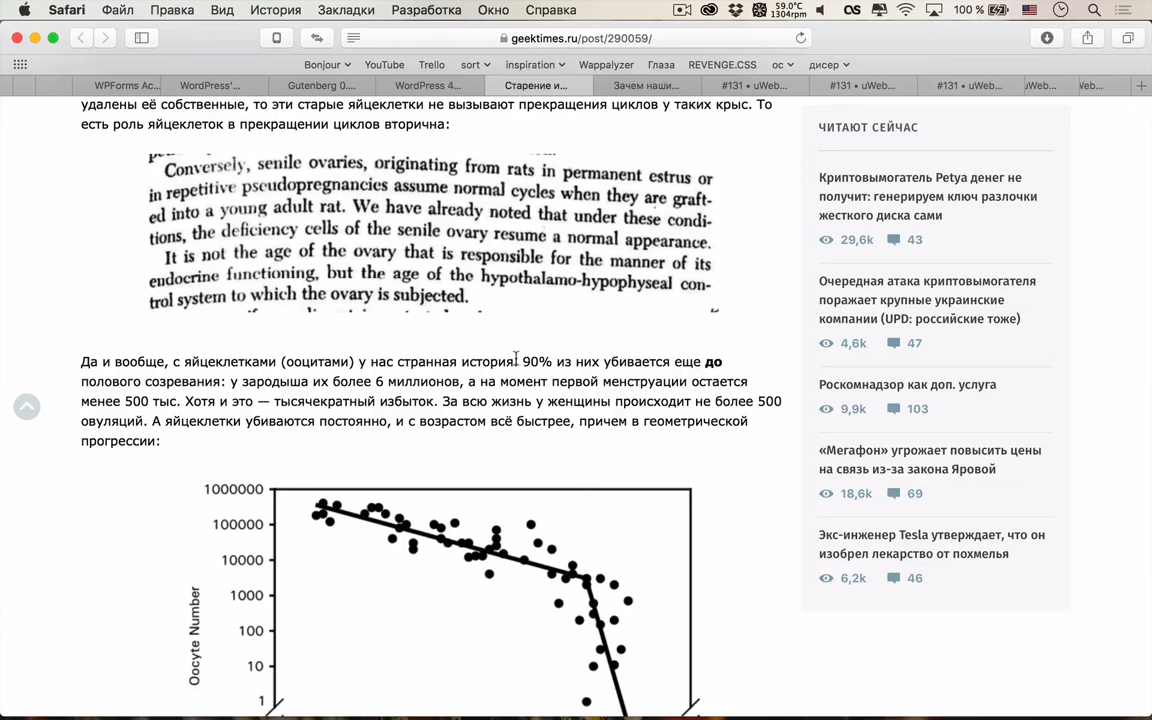 Safari Файл Правка Вид История Закладки Разработка Окно Справка 59.0°C 1304rpm 100 %
geektimes.ru/post/290059/
Bonjour YouTube Trello sort inspiration Wappalyzer Глаза REVENGE.CSS ос дисер
WPForms Ac... WordPress'... Gutenberg 0.... WordPress 4... Старение и... Зачем наши... #131 • uWeb... #131 • uWeb... #131 • uWeb... uWeb... Veb...
удалены её собственные, то эти старые яйцеклетки не вызывают прекращения циклов у таких крыс. То
есть роль яйцеклеток в прекращении циклов вторична:
Conversely, senile ovaries, originating from rats in permanent estrus or
in repetitive pseudopregnancies assume normal cycles when they are graft-
ed into a young adult rat. We have already noted that under these condi-
tions, the deficiency cells of the senile ovary resume a normal appearance.
It is not the age of the ovary that is responsible for the manner of its
endocrine functioning, but the age of the hypothalamo-hypophyseal con-
trol system to which the ovary is subjected.
Да и вообще, с яйцеклетками (ооцитами) у нас странная история. 90% из них убивается еще до
полового созревания: у зародыша их более 6 миллионов, а на момент первой менструации остается
менее 500 тыс. Хотя и это — тысячекратный избыток. За всю жизнь у женщины происходит не более 500
овуляций. А яйцеклетки убиваются постоянно, и с возрастом всё быстрее, причем в геометрической
прогрессии:
1000000
100000
10000
1000
100
10
1
Oocyte Number
ЧИТАЮТ СЕЙЧАС
Криптовымогатель Petya денег не
получит: генерируем ключ разлочки
жесткого диска сами
29,6k 43
Очередная атака криптовымогателя
поражает крупные украинские
компании (UPD: российские тоже)
4,6k 47
Роскомнадзор как доп. услуга
9,9k 103
«Мегафон» угрожает повысить цены
на связь из-за закона Яровой
18,6k 69
Экс-инженер Tesla утверждает, что он
изобрел лекарство от похмелья
6,2k 46